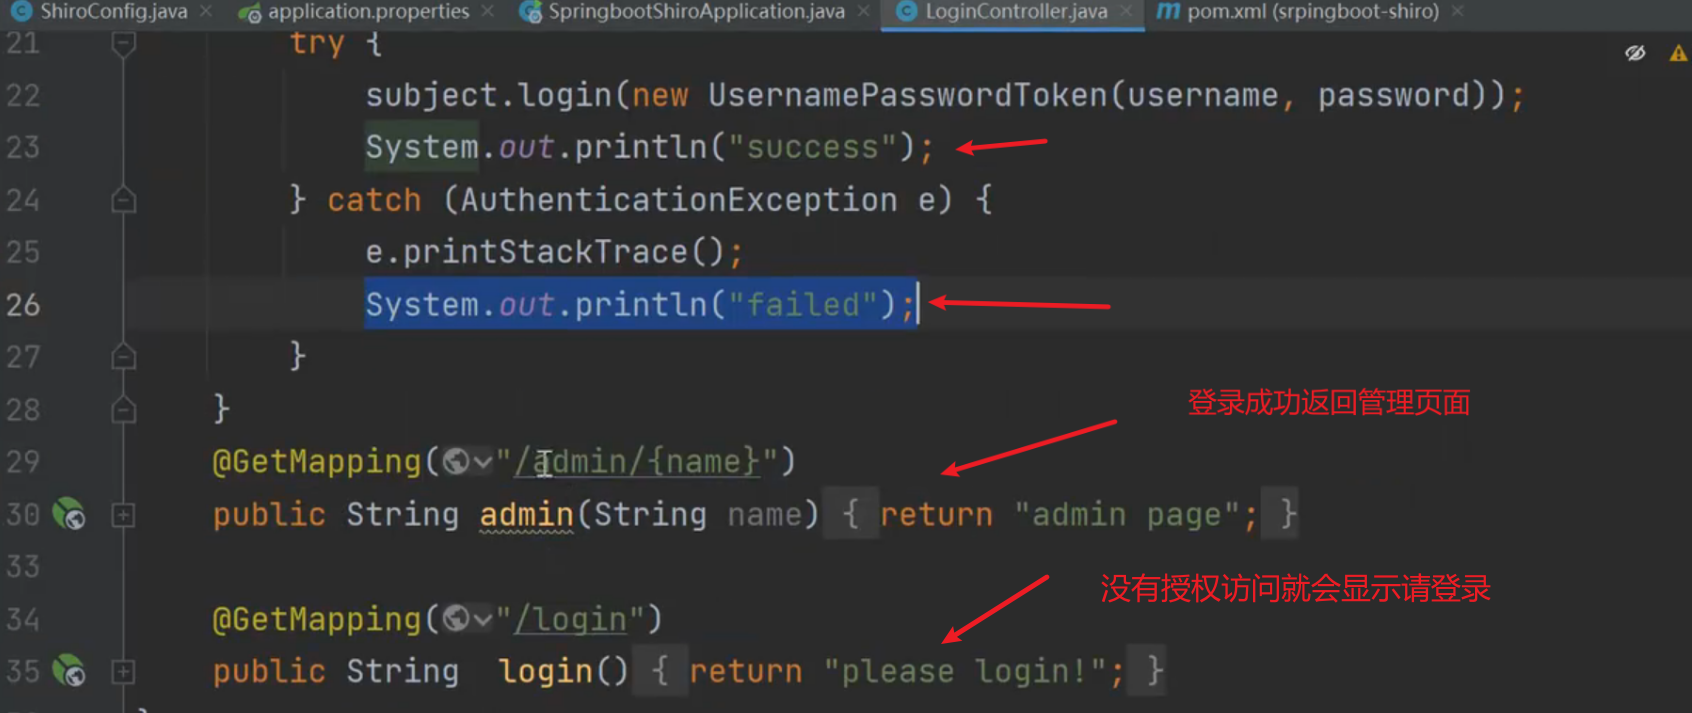 ShiroConfig.java application.properties SpringbootShiroApplication.java LoginController.java pom.xml (srpingboot-shiro)
21 try {
22 subject.login(new UsernamePasswordToken(username, password));
23 System.out.println("success");
24 } catch (AuthenticationException e) {
25 e.printStackTrace();
26 System.out.println("failed");
27 }
登录成功返回管理页面
28 }
29 @GetMapping("/admin/{name}")
30 public String admin(String name) { return "admin page"; }
33
没有授权访问就会显示请登录
34 @GetMapping("/login")
35 public String login() { return "please login!"; }